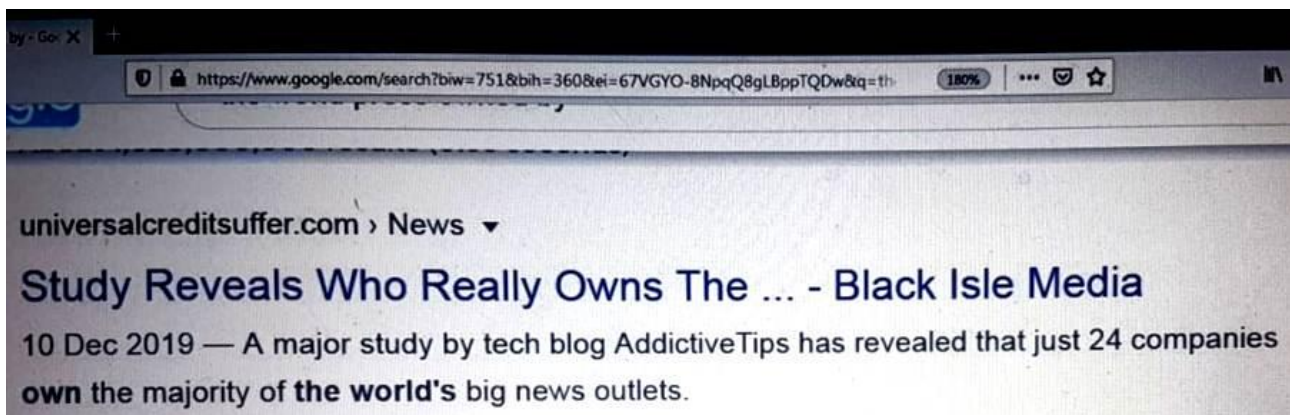 by - Go
https://www.google.com/search?biw=751&bih=360&ei=67VGYO-8NpqQ8gLBppTQDw&q=th
180%
universalcreditsuffer.com › News
Study Reveals Who Really Owns The ... - Black Isle Media
10 Dec 2019 — A major study by tech blog AddictiveTips has revealed that just 24 companies
own the majority of the world's big news outlets.